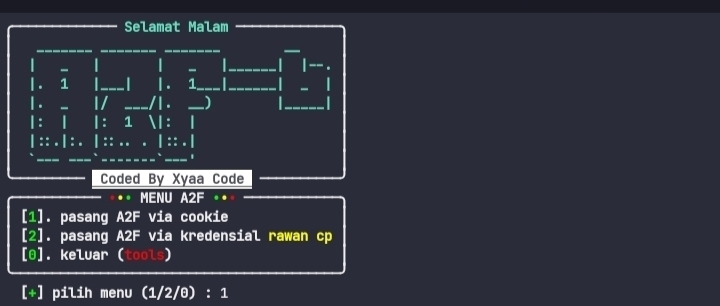 Selamat Malam
Coded By Xyaa Code
MENU A2F
[1]. pasang A2F via cookie
[2]. pasang A2F via kredensial rawan cp
[0]. keluar (tools)
[+] pilih menu (1/2/0) : 1